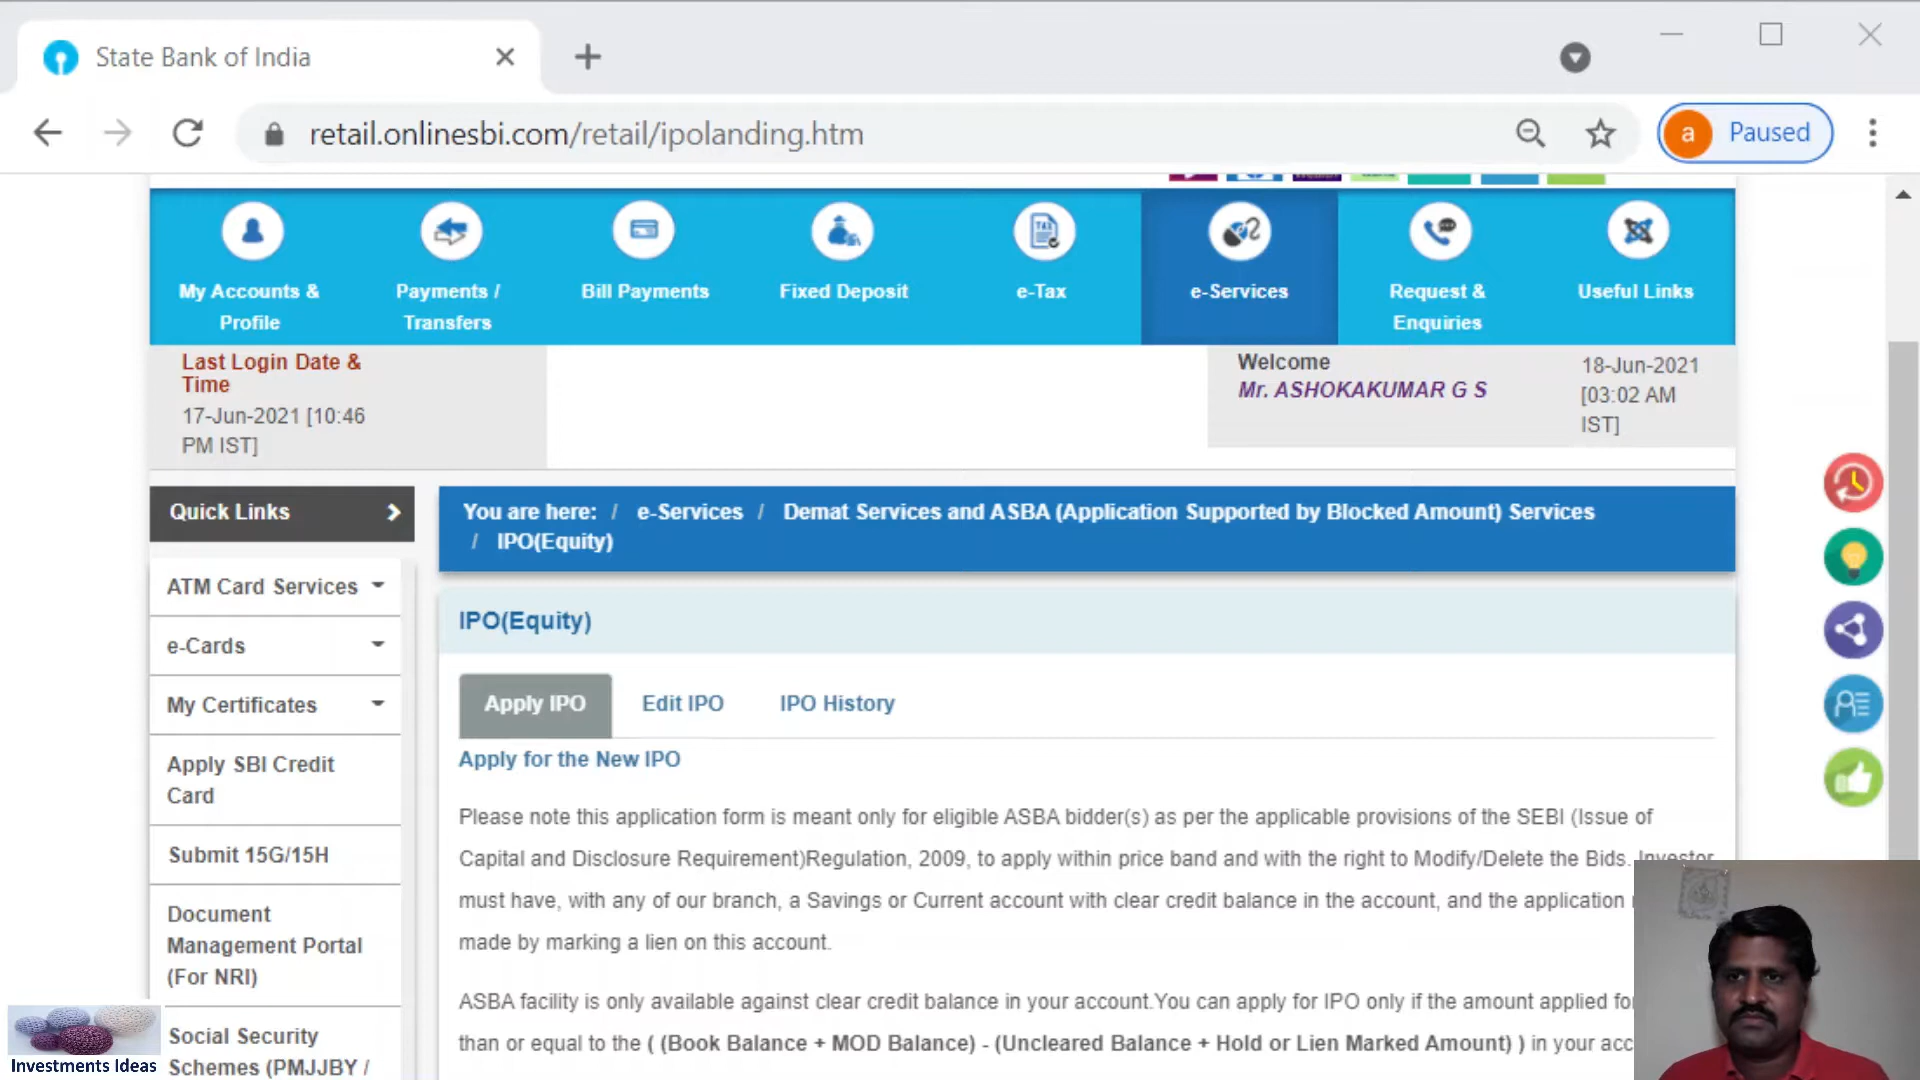 State Bank of India
retail.onlinesbi.com/retail/ipolanding.htm
a Paused
My Accounts &
Profile
Payments /
Transfers
Bill Payments
Fixed Deposit
TAX
e-Tax
e-Services
Request &
Enquiries
Useful Links
Last Login Date &
Time
17-Jun-2021 [10:46
PM IST]
Welcome
Mr. ASHOKAKUMAR G S
18-Jun-2021
[03:02 AM
IST]
Quick Links
ATM Card Services
e-Cards
My Certificates
Apply SBI Credit
Card
Submit 15G/15H
Document
Management Portal
(For NRI)
Social Security
Schemes (PMJJBY /
You are here: / e-Services / Demat Services and ASBA (Application Supported by Blocked Amount) Services
/ IPO(Equity)
IPO(Equity)
Apply IPO
Edit IPO
IPO History
Apply for the New IPO
Please note this application form is meant only for eligible ASBA bidder(s) as per the applicable provisions of the SEBI (Issue of
Capital and Disclosure Requirement)Regulation, 2009, to apply within price band and with the right to Modify/Delete the Bids. Investor
must have, with any of our branch, a Savings or Current account with clear credit balance in the account, and the application
made by marking a lien on this account.
ASBA facility is only available against clear credit balance in your account.You can apply for IPO only if the amount applied
than or equal to the ( (Book Balance + MOD Balance) - (Uncleared Balance + Hold or Lien Marked Amount) ) in your
Investments Ideas